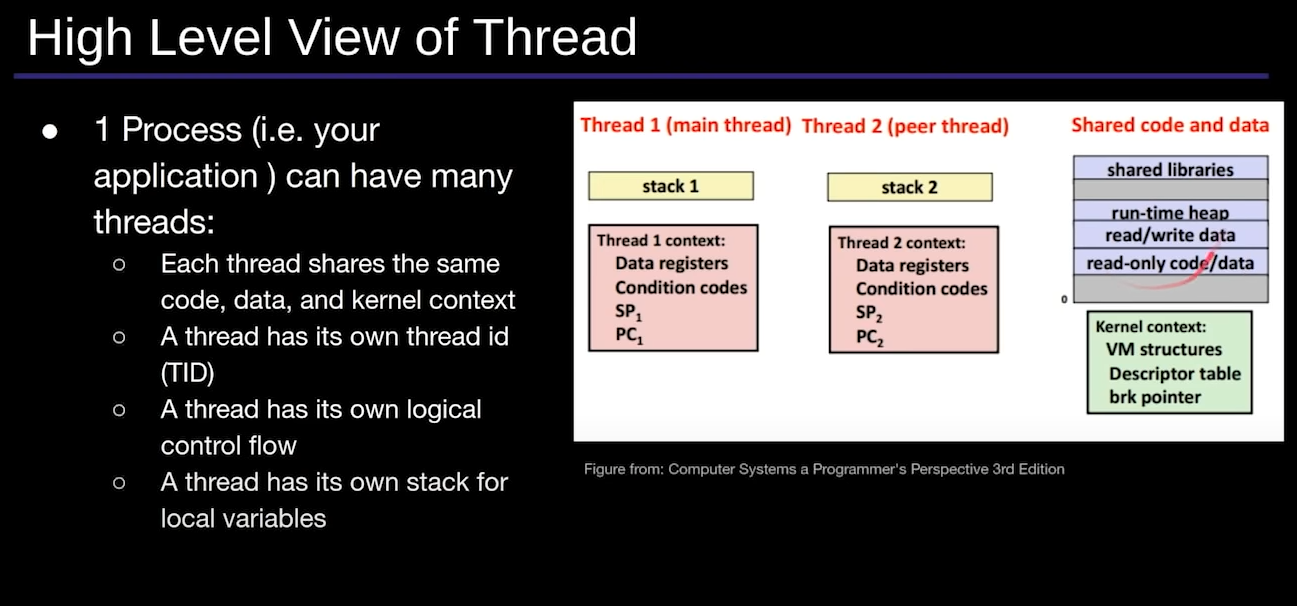 High Level View of Thread
● 1 Process (i.e. your
application ) can have many
threads:
○ Each thread shares the same
code, data, and kernel context
○ A thread has its own thread id
(TID)
○ A thread has its own logical
control flow
○ A thread has its own stack for
local variables
Thread 1 (main thread)
stack 1
Thread 1 context:
Data registers
Condition codes
SP₁
PC₁
Thread 2 (peer thread)
stack 2
Thread 2 context:
Data registers
Condition codes
SP₂
PC₂
Shared code and data
shared libraries
run-time heap
read/write data
read-only code/data
0
Kernel context:
VM structures
Descriptor table
brk pointer
Figure from: Computer Systems a Programmer's Perspective 3rd Edition